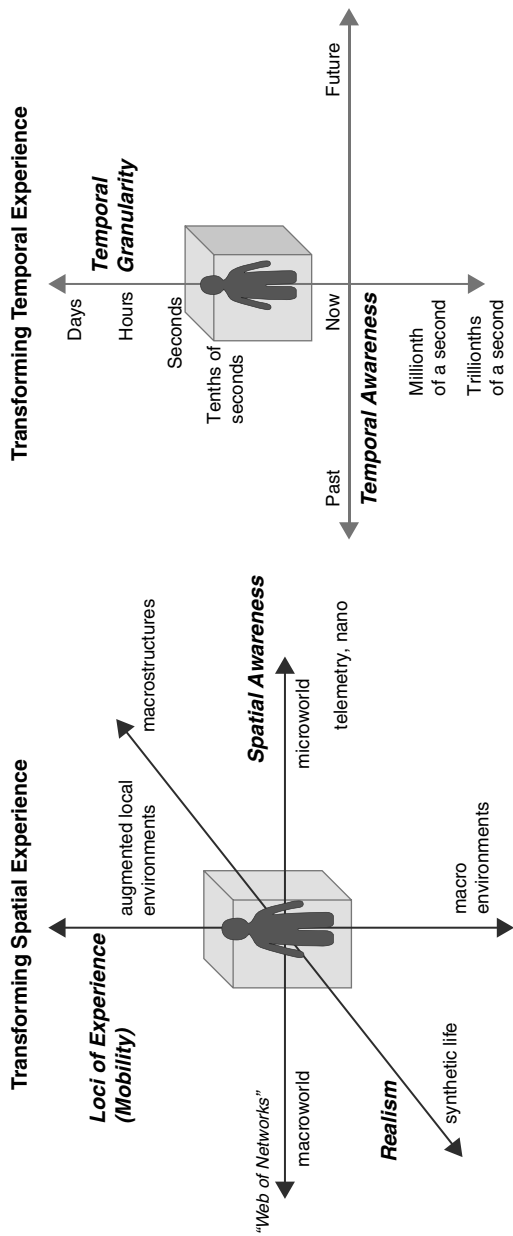 Transforming Spatial Experience
Loci of Experience
(Mobility)
augmented local
environments
macrostructures
"Web of Networks"
macroworld
Spatial Awareness
microworld
telemetry, nano
Realism
synthetic life
macro
environments
Transforming Temporal Experience
Days
Temporal
Granularity
Hours
Seconds
Tenths of
seconds
Past
Now
Future
Temporal Awareness
Millionth
of a second
Trillionths
of a second